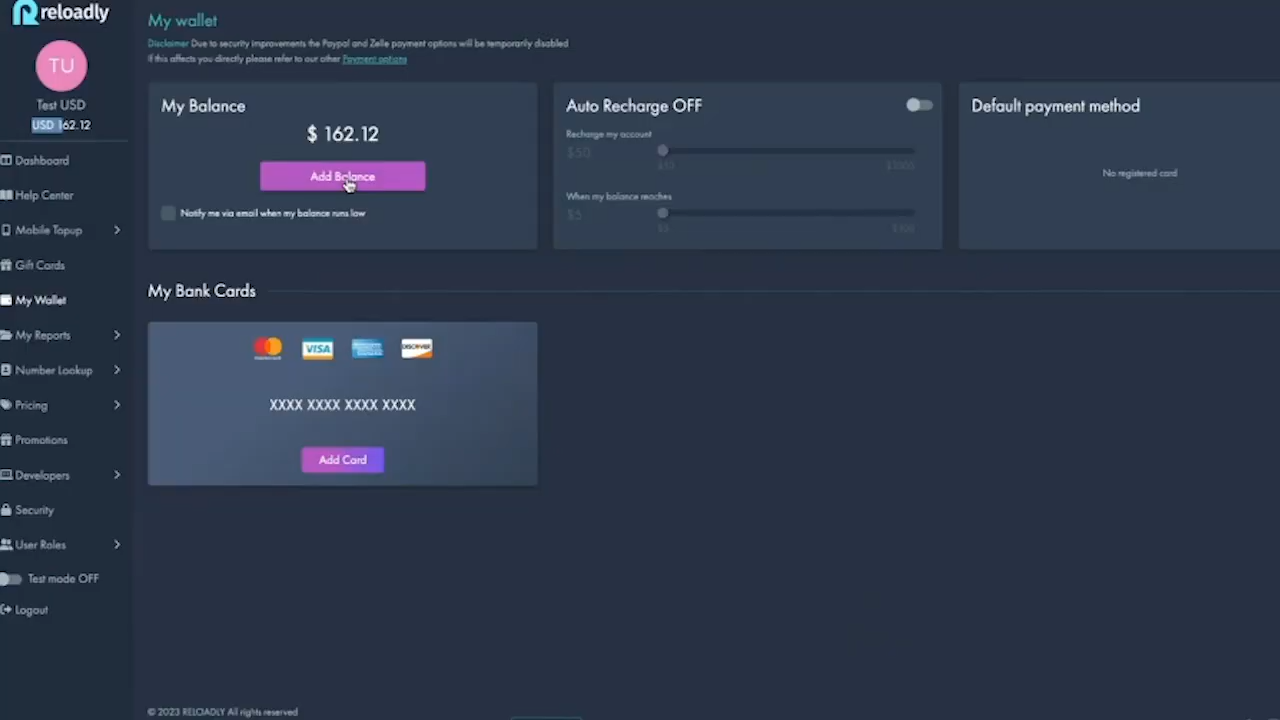 reloadly
TU
Test USD
USD 162.12
Dashboard
Help Center
Mobile Topup
Gift Cards
My Wallet
My Reports
Number Lookup
Pricing
Promotions
Developers
Security
User Roles
Test mode OFF
Logout
My wallet
Disclaimer Due to security improvements the Paypal and Zelle payment options will be temporarily disabled
If this affects you directly please refer to our other Payment options
My Balance
$ 162.12
Add Balance
Notify me via email when my balance runs low
Auto Recharge OFF
Recharge my account
$50
When my balance reaches
$5
$5
Default payment method
No registered card
My Bank Cards
VISA
DISCOVER
XXXX XXXX XXXX XXXX
Add Card
© 2023 RELOADLY All rights reserved